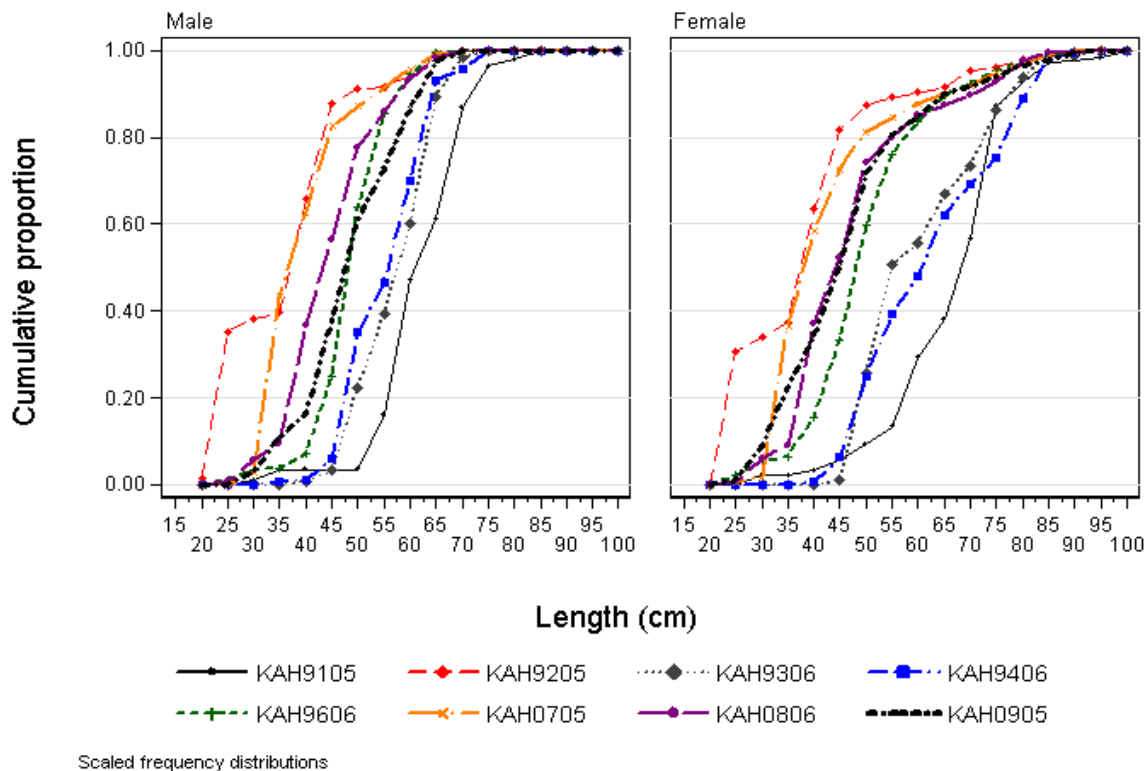 Male Female
1.00
0.80
0.60
0.40
0.20
0.00
Cumulative proportion
15 25 35 45 55 65 75 85 95 15 25 35 45 55 65 75 85 95
20 30 40 50 60 70 80 90 100 20 30 40 50 60 70 80 90 100
Length (cm)
KAH9105 KAH9205 KAH9306 KAH9406
KAH9606 KAH0705 KAH0806 KAH0905
Scaled frequency distributions